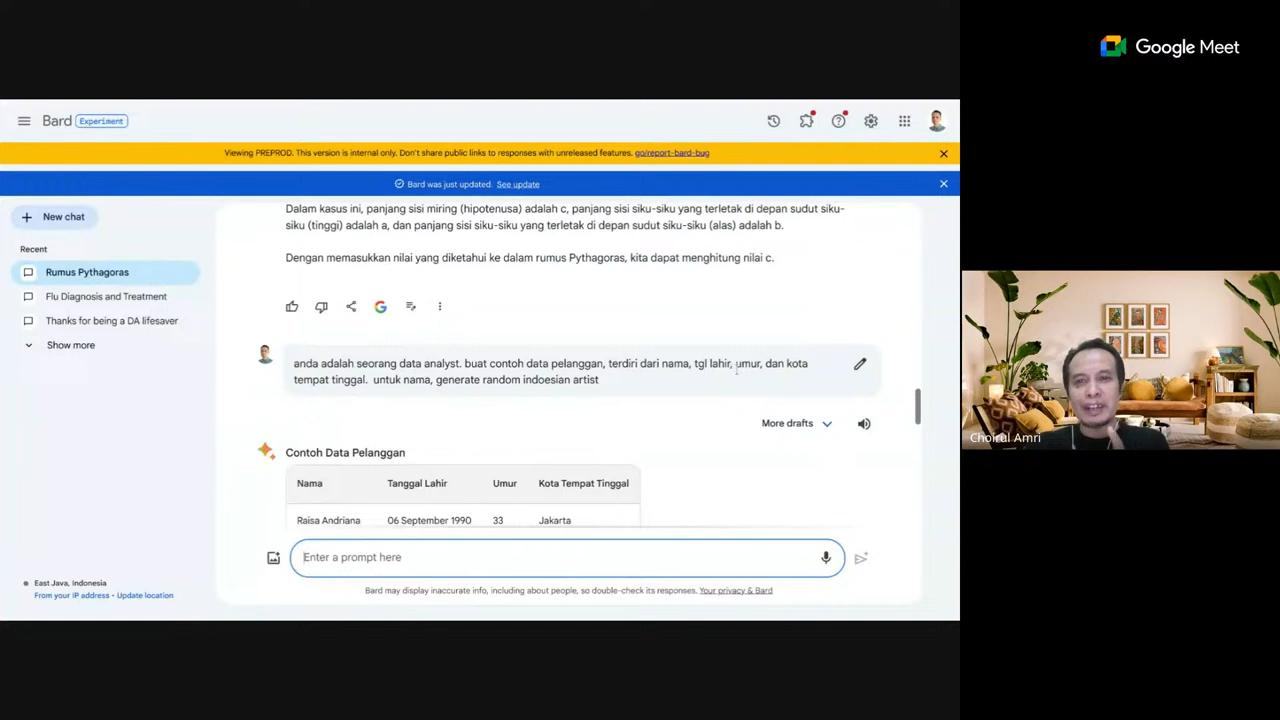 Google Meet
Bard Experiment
Viewing PREPROD. This version is internal only. Don't share public links to responses with unreleased features. go/report-bard-bug
Bard was just updated. See update
New chat
Recent
Rumus Pythagoras
Flu Diagnosis and Treatment
Thanks for being a DA lifesaver
Show more
East Java, Indonesia
From your IP address • Update location
Dalam kasus ini, panjang sisi miring (hipotenusa) adalah c, panjang sisi siku-siku yang terletak di depan sudut siku-
siku (tinggi) adalah a, dan panjang sisi siku-siku yang terletak di depan sudut siku-siku (alas) adalah b.
Dengan memasukkan nilai yang diketahui ke dalam rumus Pythagoras, kita dapat menghitung nilai c.
anda adalah seorang data analyst. buat contoh data pelanggan, terdiri dari nama, tgl lahir, umur, dan kota
tempat tinggal. untuk nama, generate random indoesian artist
More drafts
Contoh Data Pelanggan
Nama Tanggal Lahir Umur Kota Tempat Tinggal
Raisa Andriana 06 September 1990 33 Jakarta
Enter a prompt here
Bard may display inaccurate info, including about people, so double-check its responses. Your privacy & Bard
Choirul Amri